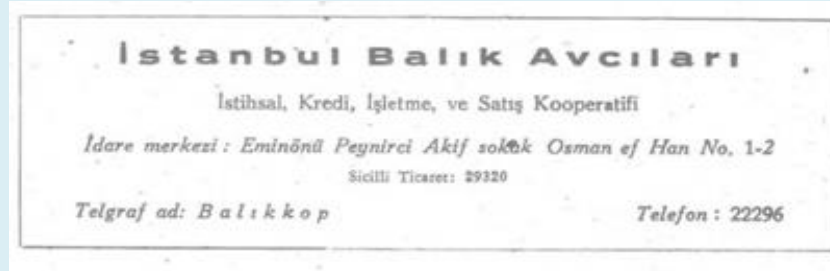 İstanbul Balık Avcıları
İstihsal, Kredi, İşletme, ve Satış Kooperatifi
İdare merkezi : Eminönü Peynirci Akif sokak Osman ef Han No. 1-2
Sicilli Ticaret: 29320
Telgraf ad: Balıkkop Telefon : 22296